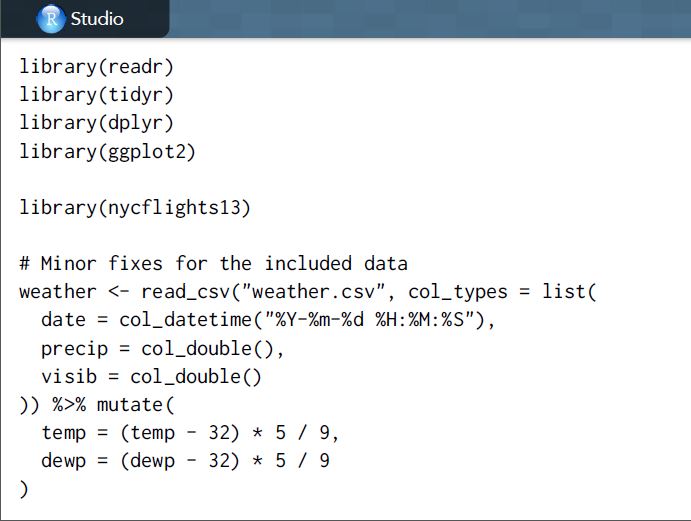 R Studio
library(readr)
library(tidyr)
library(dplyr)
library(ggplot2)
library(nycflights13)
# Minor fixes for the included data
weather <- read_csv("weather.csv", col_types = list(
  date = col_datetime("%Y-%m-%d %H:%M:%S"),
  precip = col_double(),
  visib = col_double()
)) %>% mutate(
  temp = (temp - 32) * 5 / 9,
  dewp = (dewp - 32) * 5 / 9
)